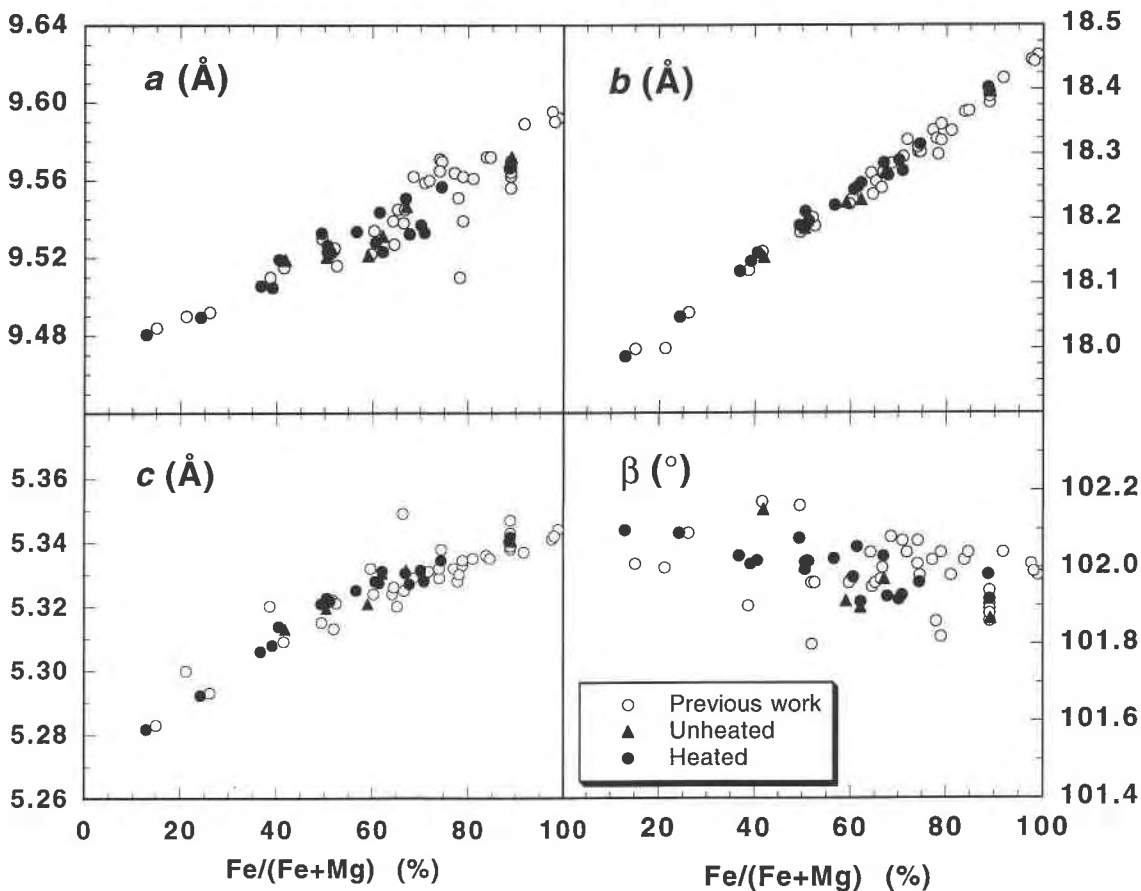 a (Å)
9.64
9.60
9.56
9.52
9.48
b (Å)
18.5
18.4
18.3
18.2
18.1
18.0
c (Å)
5.36
5.34
5.32
5.30
5.28
5.26
β (°)
102.2
102.0
101.8
101.6
101.4
Previous work
Unheated
Heated
0 20 40 60 80 100 20 40 60 80 100
Fe/(Fe+Mg) (%) Fe/(Fe+Mg) (%)